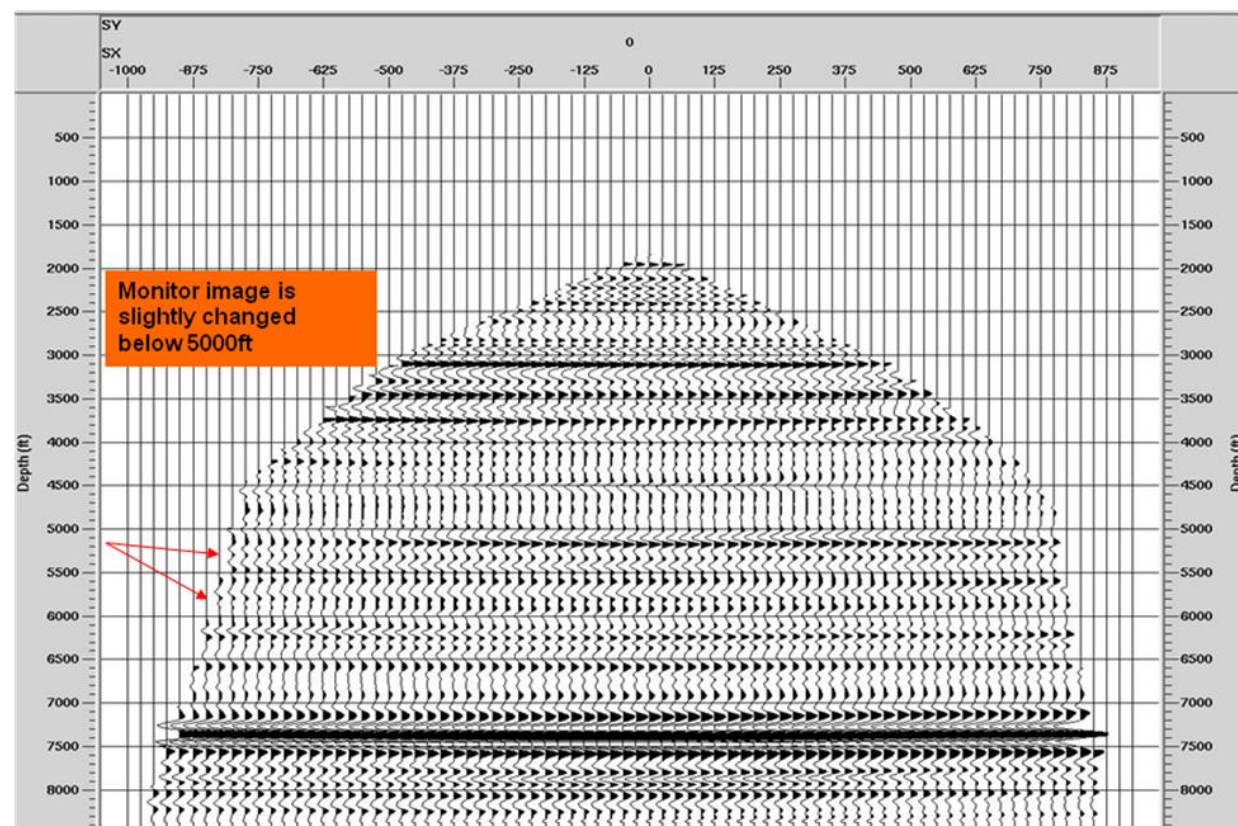 SY
0
SX
-1000 -875 -750 -625 -500 -375 -250 -125 0 125 250 375 500 625 750 875
500 500
1000 1000
1500 1500
2000 2000
Monitor image is
slightly changed
below 5000ft
2500 2500
3000 3000
3500 3500
4000 4000
Depth (ft) Depth (ft)
4500 4500
5000 5000
5500 5500
6000 6000
6500 6500
7000 7000
7500 7500
8000 8000